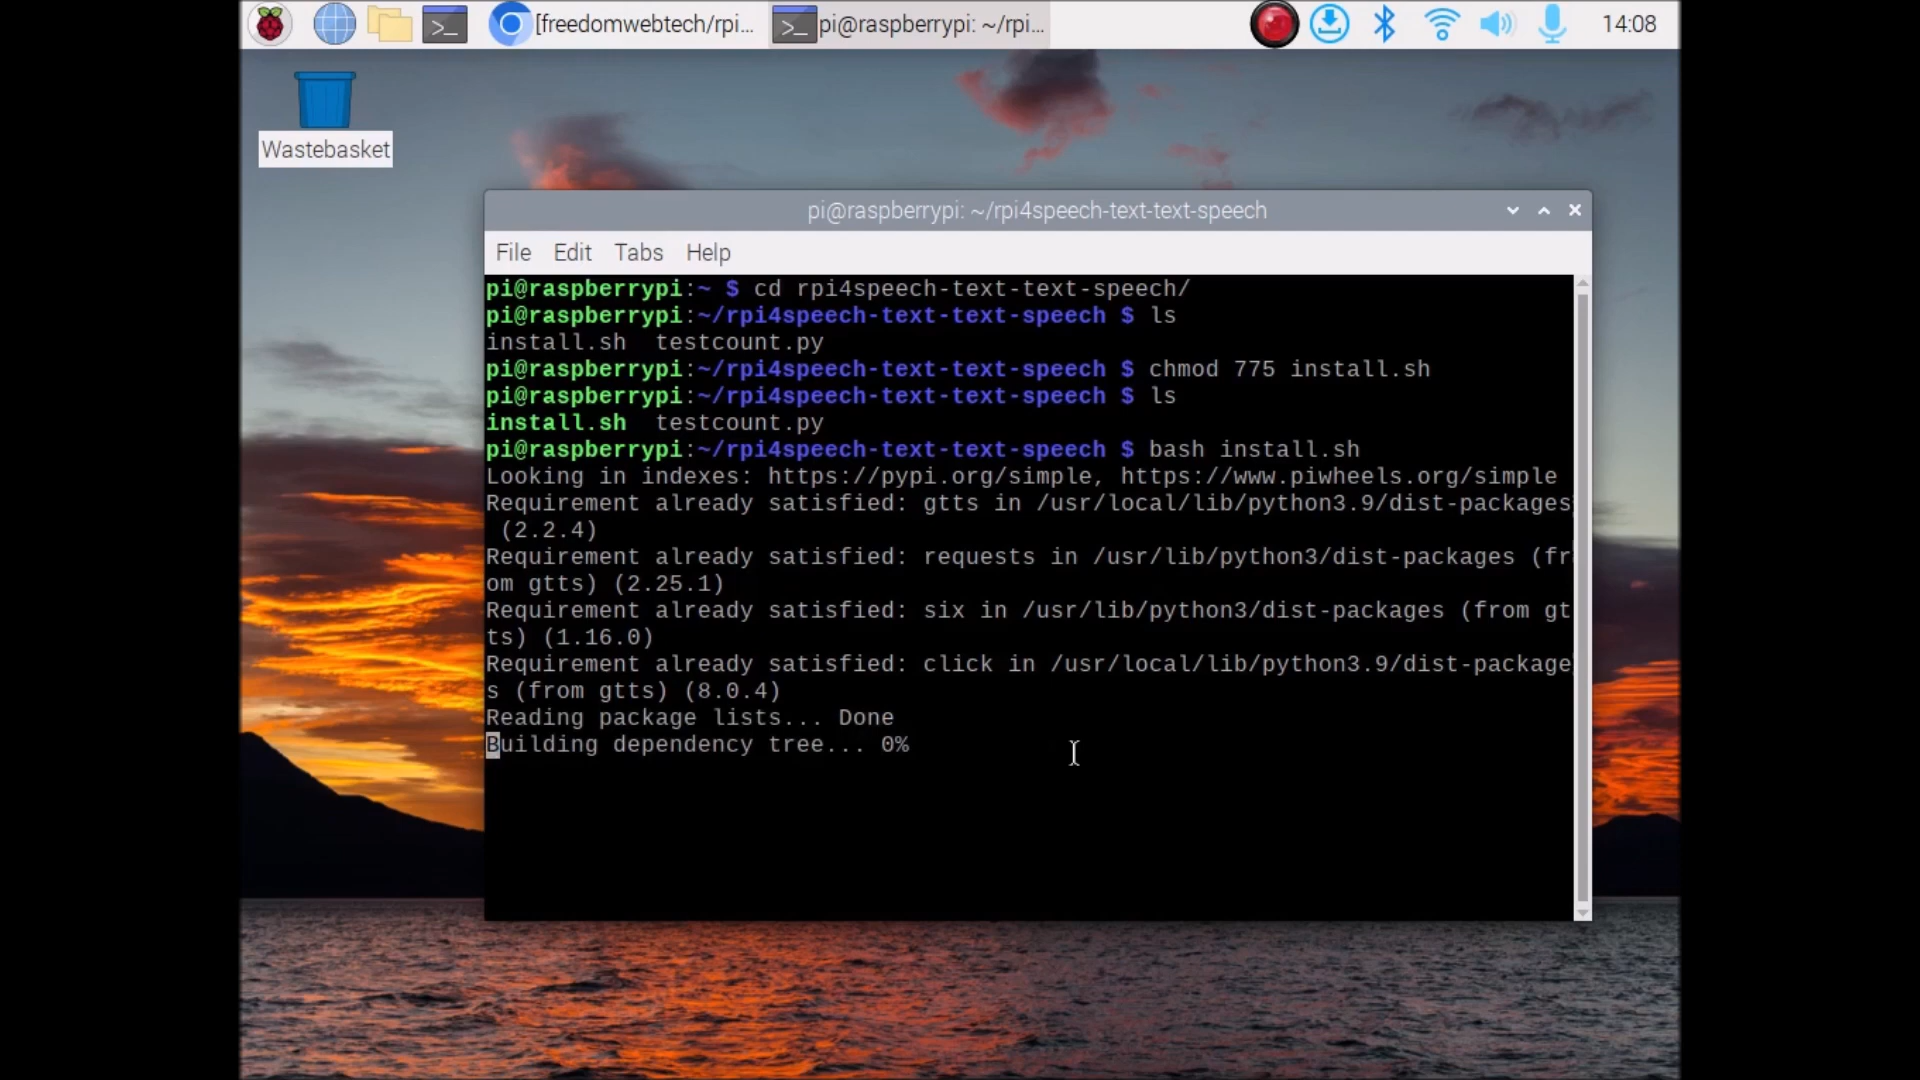 [freedomwebtech/rpi...
pi@raspberrypi: ~/rpi...
14:08
Wastebasket
pi@raspberrypi: ~/rpi4speech-text-text-speech
File Edit Tabs Help
pi@raspberrypi:~ $ cd rpi4speech-text-text-speech/
pi@raspberrypi:~/rpi4speech-text-text-speech $ ls
install.sh  testcount.py
pi@raspberrypi:~/rpi4speech-text-text-speech $ chmod 775 install.sh
pi@raspberrypi:~/rpi4speech-text-text-speech $ ls
install.sh  testcount.py
pi@raspberrypi:~/rpi4speech-text-text-speech $ bash install.sh
Looking in indexes: https://pypi.org/simple, https://www.piwheels.org/simple
Requirement already satisfied: gtts in /usr/local/lib/python3.9/dist-packages
(2.2.4)
Requirement already satisfied: requests in /usr/lib/python3/dist-packages (fr
om gtts) (2.25.1)
Requirement already satisfied: six in /usr/lib/python3/dist-packages (from gt
ts) (1.16.0)
Requirement already satisfied: click in /usr/local/lib/python3.9/dist-package
s (from gtts) (8.0.4)
Reading package lists... Done
Building dependency tree... 0%